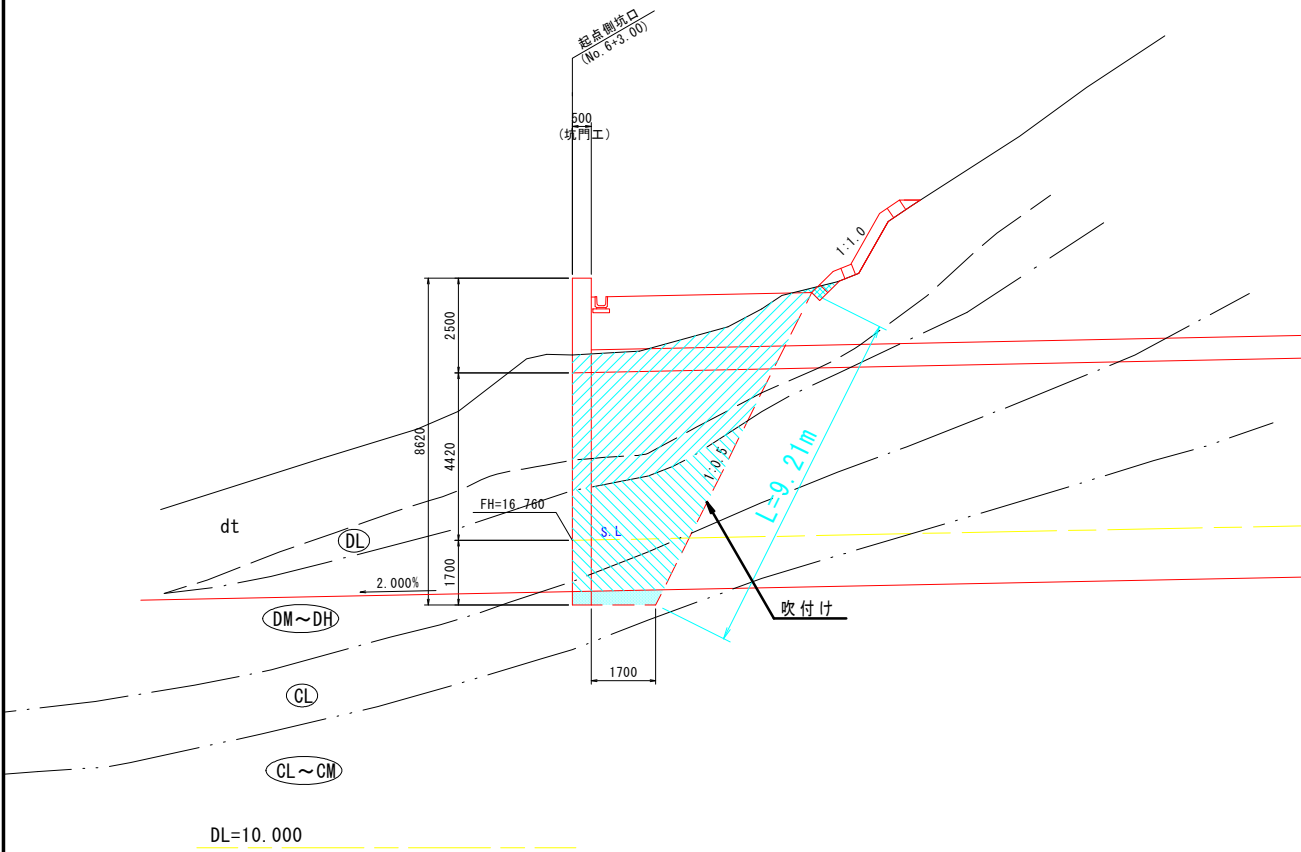 起点側坑口
(No.6+3.00)
500
(坑門工)
1:1.0
2500
8620
4420
1:0.5
L=9.21m
FH=16.760
S.L
dt
DL
1700
2.000%
DM～DH
吹付け
1700
CL
CL～CM
DL=10.000